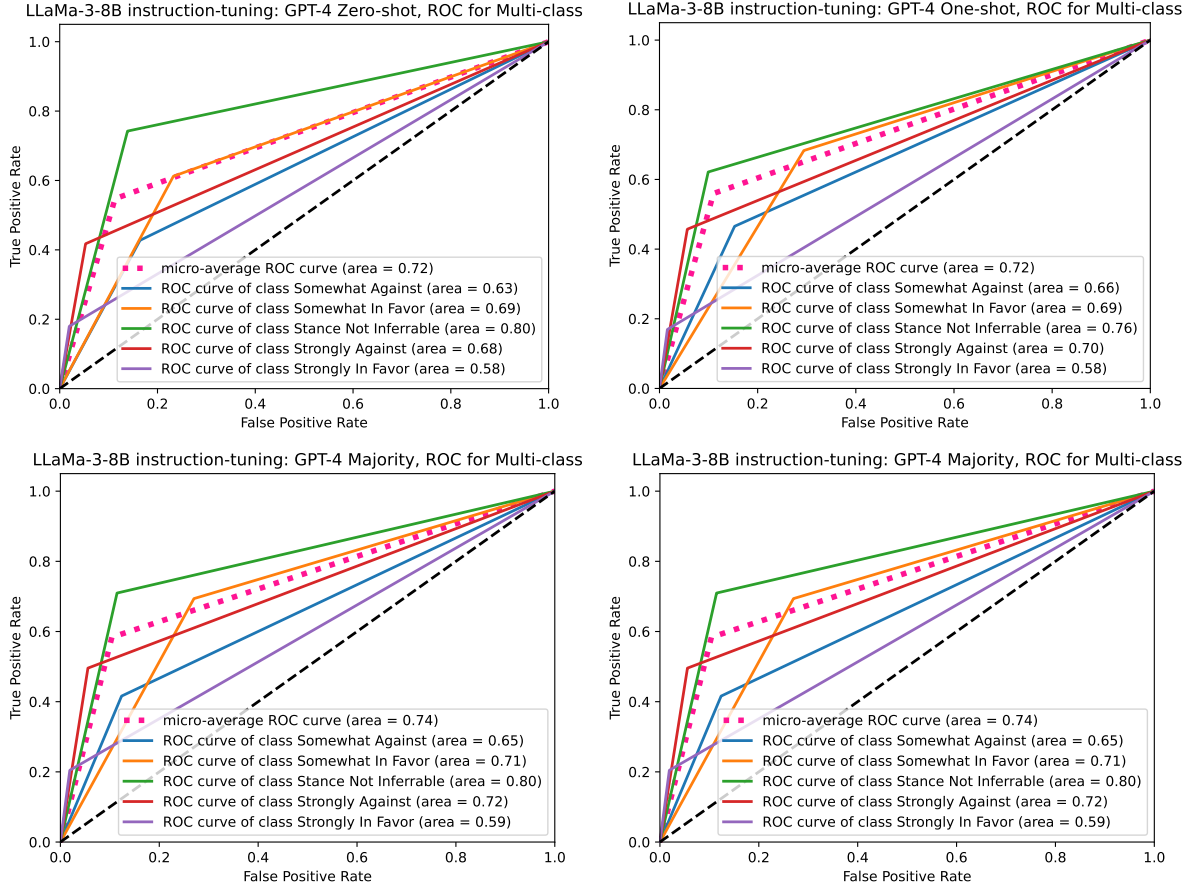 LLaMa-3-8B instruction-tuning: GPT-4 Zero-shot, ROC for Multi-class
True Positive Rate
1.0
0.8
0.6
0.4
0.2
0.0
micro-average ROC curve (area = 0.72)
ROC curve of class Somewhat Against (area = 0.63)
ROC curve of class Somewhat In Favor (area = 0.69)
ROC curve of class Stance Not Inferrable (area = 0.80)
ROC curve of class Strongly Against (area = 0.68)
ROC curve of class Strongly In Favor (area = 0.58)
0.0 0.2 0.4 0.6 0.8 1.0
False Positive Rate
LLaMa-3-8B instruction-tuning: GPT-4 One-shot, ROC for Multi-class
True Positive Rate
1.0
0.8
0.6
0.4
0.2
0.0
micro-average ROC curve (area = 0.72)
ROC curve of class Somewhat Against (area = 0.66)
ROC curve of class Somewhat In Favor (area = 0.69)
ROC curve of class Stance Not Inferrable (area = 0.76)
ROC curve of class Strongly Against (area = 0.70)
ROC curve of class Strongly In Favor (area = 0.58)
0.0 0.2 0.4 0.6 0.8 1.0
False Positive Rate
LLaMa-3-8B instruction-tuning: GPT-4 Majority, ROC for Multi-class
True Positive Rate
1.0
0.8
0.6
0.4
0.2
0.0
micro-average ROC curve (area = 0.74)
ROC curve of class Somewhat Against (area = 0.65)
ROC curve of class Somewhat In Favor (area = 0.71)
ROC curve of class Stance Not Inferrable (area = 0.80)
ROC curve of class Strongly Against (area = 0.72)
ROC curve of class Strongly In Favor (area = 0.59)
0.0 0.2 0.4 0.6 0.8 1.0
False Positive Rate
LLaMa-3-8B instruction-tuning: GPT-4 Majority, ROC for Multi-class
True Positive Rate
1.0
0.8
0.6
0.4
0.2
0.0
micro-average ROC curve (area = 0.74)
ROC curve of class Somewhat Against (area = 0.65)
ROC curve of class Somewhat In Favor (area = 0.71)
ROC curve of class Stance Not Inferrable (area = 0.80)
ROC curve of class Strongly Against (area = 0.72)
ROC curve of class Strongly In Favor (area = 0.59)
0.0 0.2 0.4 0.6 0.8 1.0
False Positive Rate